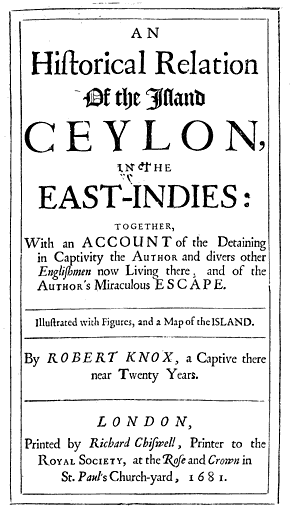 AN
Hiſtorical Relation
Of the Iſland
CEYLON,
IN THE
EAST-INDIES:
TOGETHER,
With an ACCOUNT of the Detaining
in Captivity the AUTHOR and divers other
Engliſhmen now Living there, and of the
AUTHOR's Miraculous ESCAPE.
Illuſtrated with Figures, and a Map of the ISLAND.
By ROBERT KNOX, a Captive there
near Twenty Years.
LONDON,
Printed by Richard Chiſwell, Printer to the
ROYAL SOCIETY, at the Roſe and Crown in
St. Paul's Church-yard, 1681.